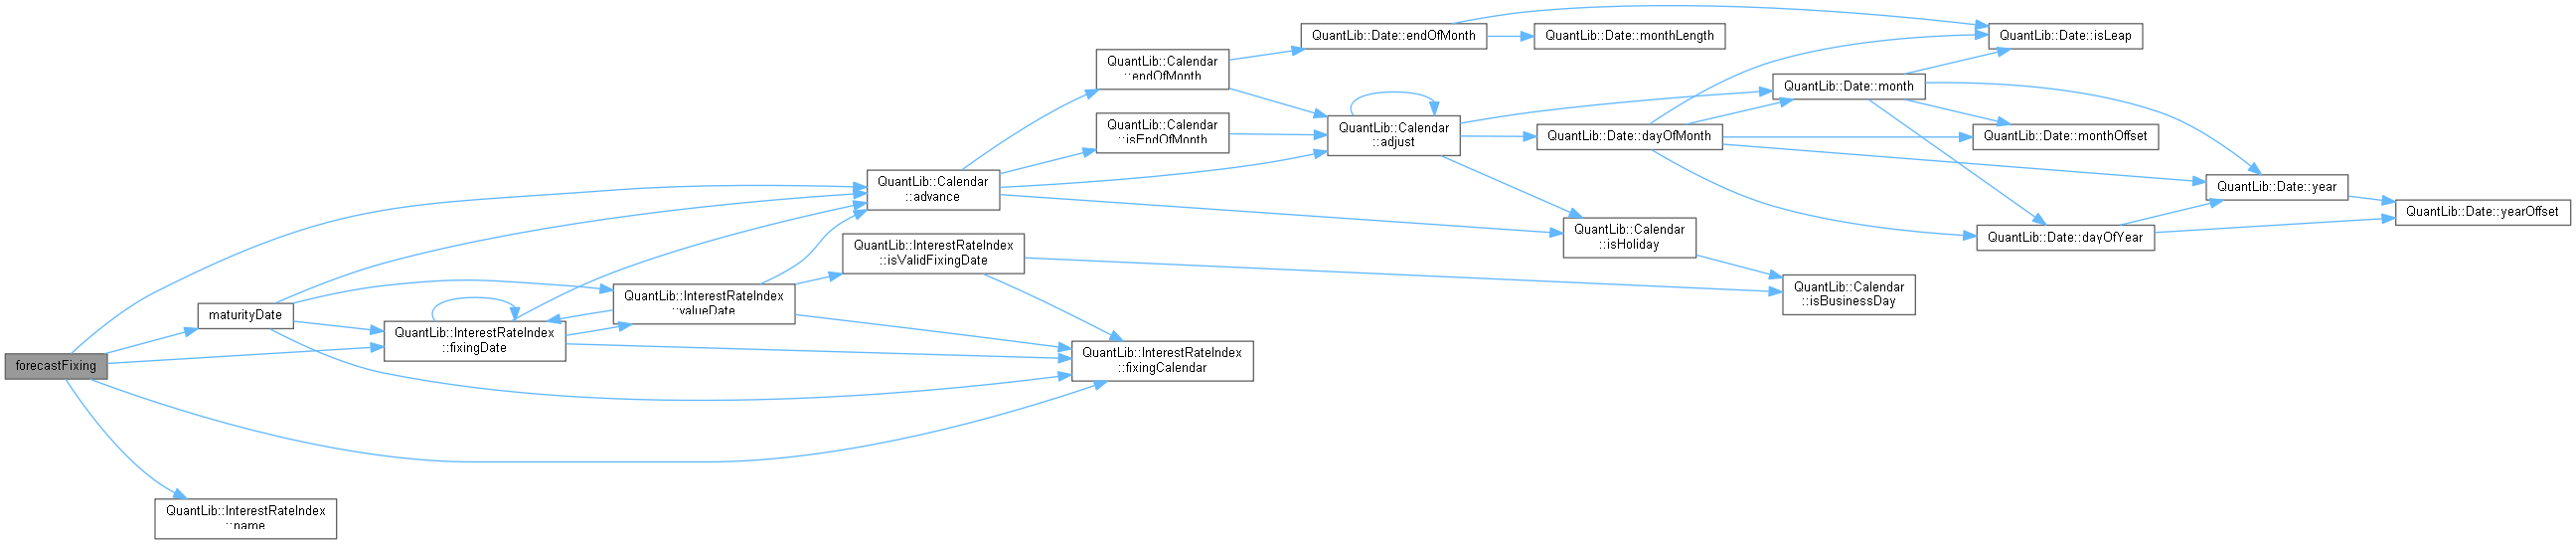 forecastFixing
maturityDate
QuantLib::InterestRateIndex
::name
QuantLib::InterestRateIndex
::fixingDate
QuantLib::InterestRateIndex
::valueDate
QuantLib::Calendar
::advance
QuantLib::InterestRateIndex
::isValidFixingDate
QuantLib::Calendar
::endOfMonth
QuantLib::Calendar
::isEndOfMonth
QuantLib::InterestRateIndex
::fixingCalendar
QuantLib::Date::endOfMonth
QuantLib::Calendar
::adjust
QuantLib::Date::monthLength
QuantLib::Date::dayOfMonth
QuantLib::Calendar
::isHoliday
QuantLib::Date::month
QuantLib::Calendar
::isBusinessDay
QuantLib::Date::isLeap
QuantLib::Date::monthOffset
QuantLib::Date::dayOfYear
QuantLib::Date::year
QuantLib::Date::yearOffset